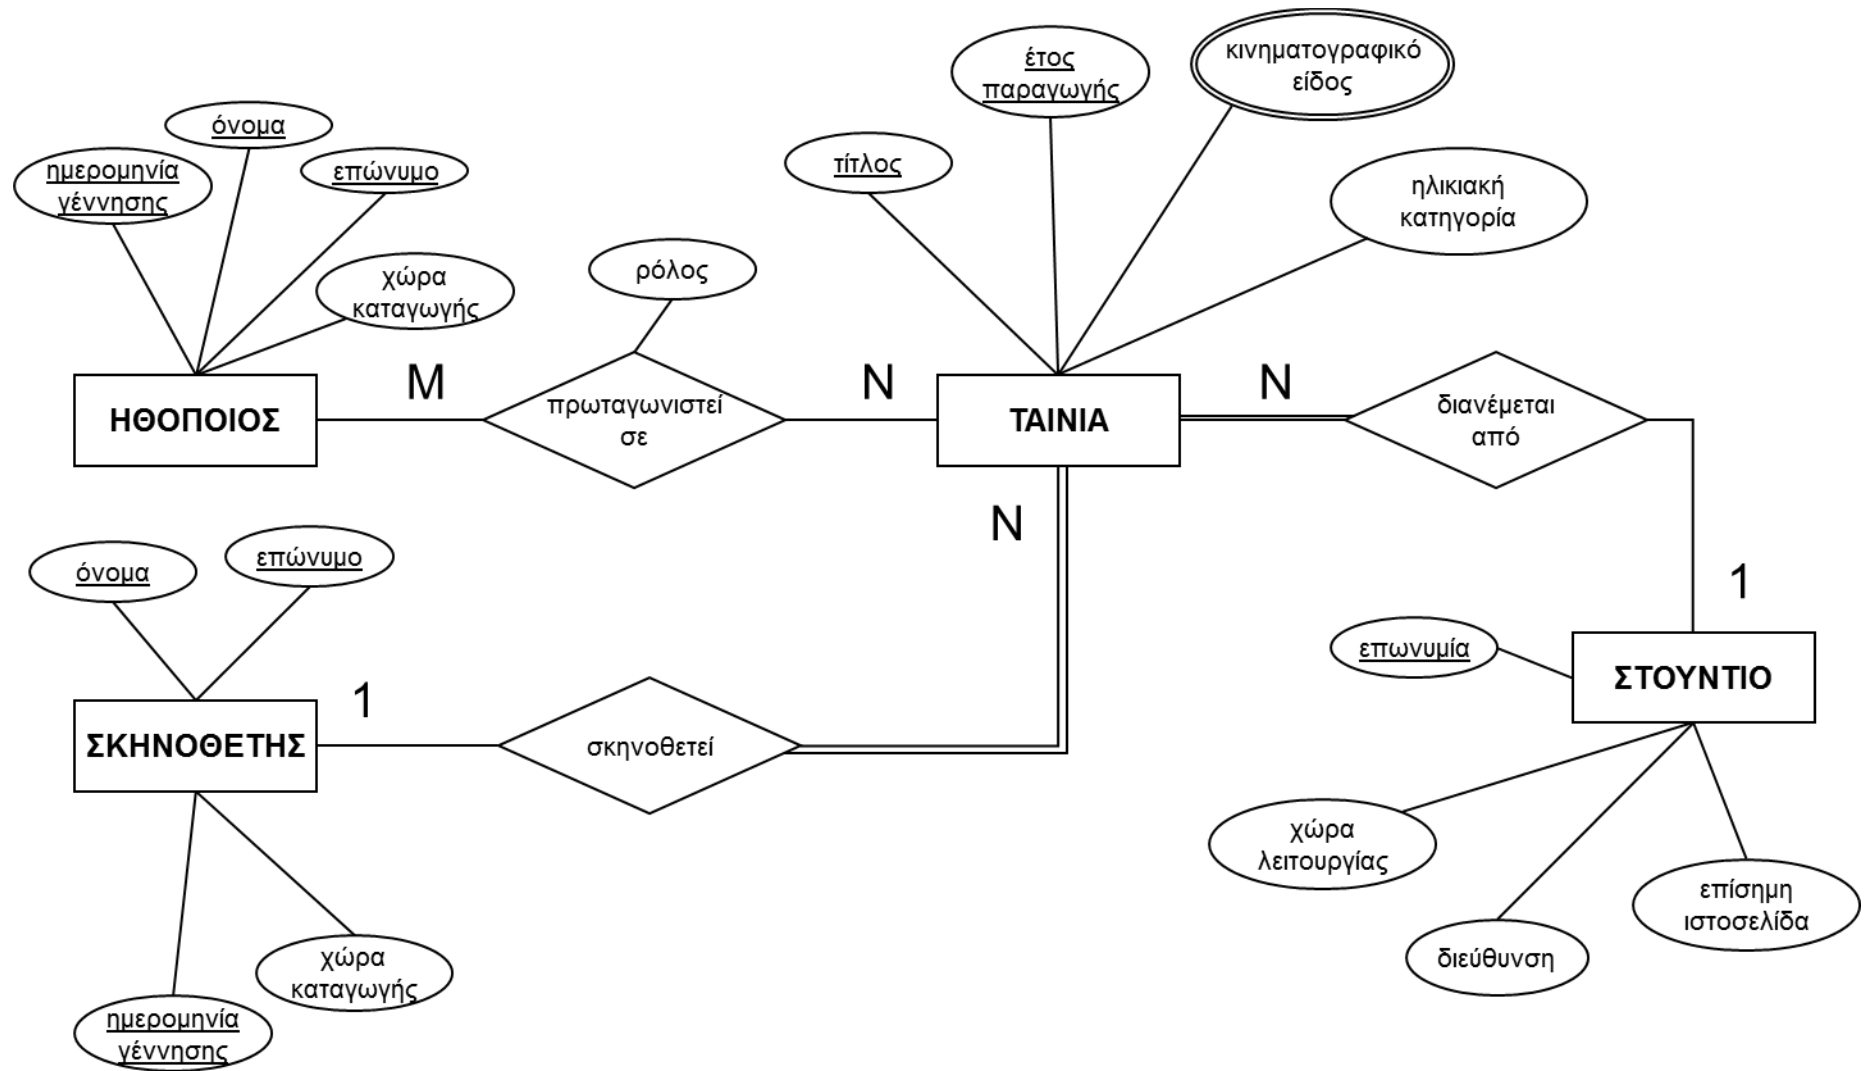 έτος
παραγωγής
κινηματογραφικό
είδος
όνομα
ημερομηνία
γέννησης
επώνυμο
τίτλος
ηλικιακή
κατηγορία
χώρα
καταγωγής
ρόλος
ΗΘΟΠΟΙΟΣ
M
πρωταγωνιστεί
σε
N
ΤΑΙΝΙΑ
N
διανέμεται
από
N
όνομα
επώνυμο
1
επωνυμία
ΣΤΟΥΝΤΙΟ
ΣΚΗΝΟΘΕΤΗΣ
1
σκηνοθετεί
χώρα
λειτουργίας
επίσημη
ιστοσελίδα
διεύθυνση
χώρα
καταγωγής
ημερομηνία
γέννησης